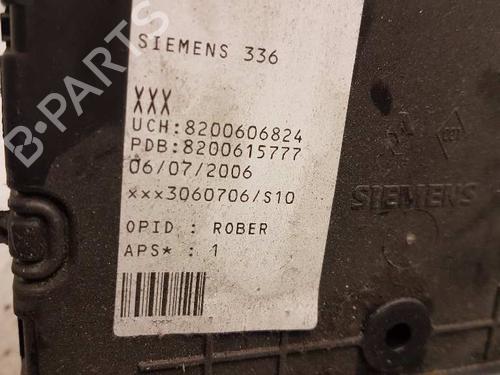 SIEMENS 336
XXX
UCH:8200606824
PDB:8200615777
06/07/2006
xxx3060706/S10
OPID : ROBER
APS* : 1
SIEMENS
B-PARTS